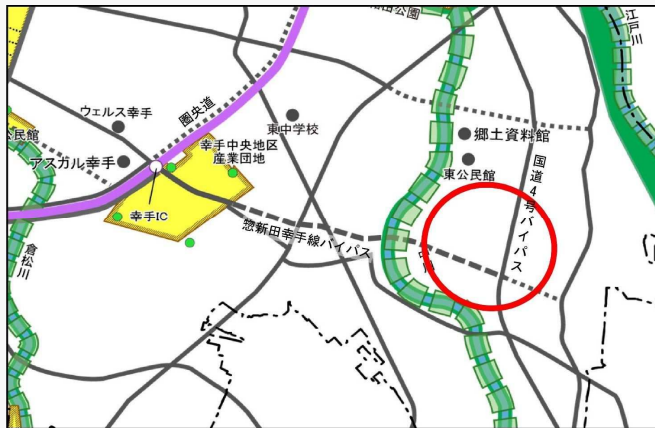 江戸川
圏央道
ウェルス幸手
東中学校
郷土資料館
民館
アスカル幸手
幸手中央地区
産業団地
東公民館
国道4号バイパス
幸手IC
惣新田幸手線バイパス
倉松川